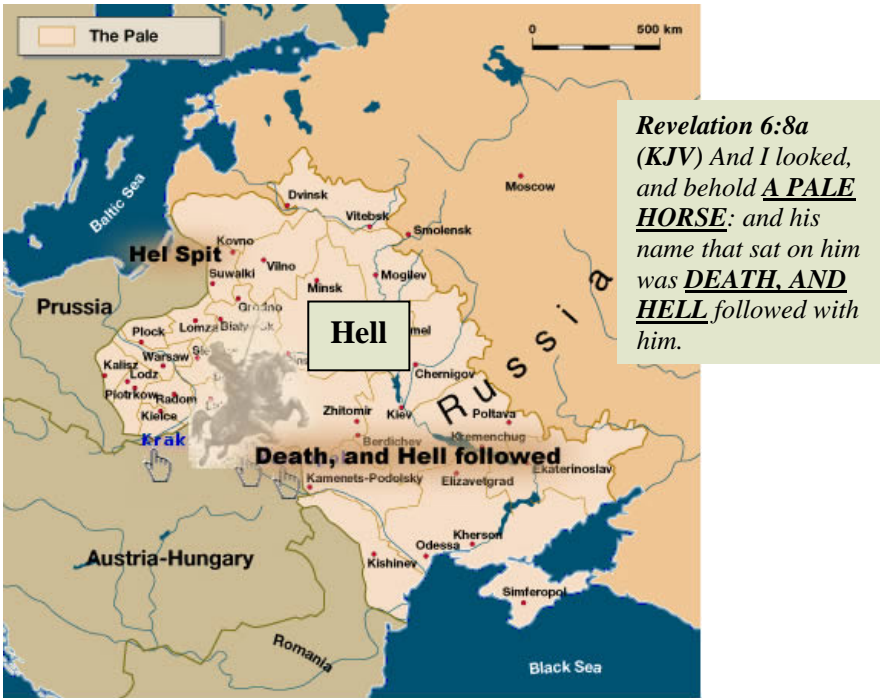 The Pale
0
500 km
Moscow
Revelation 6:8a
(KJV) And I looked,
and behold A PALE
HORSE: and his
name that sat on him
was DEATH, AND
HELL followed with
him.
Baltic Sea
Dvinsk
Vitebsk
Smolensk
Kovno
Hel Spit
Vilno
Suwalki
Minsk
Mogilev
Prussia
Grodno
Russia
Plock
Lomza
Hell
mel
Warsaw
Kalisz
Lodz
Chernigov
Piotrkow
Radom
Kielce
Zhitomir
Kiev
Poltava
Krak
Berdichev
Kremenchug
Death, and Hell followed
Ekaterinoslav
Kamenets-Podolsky
Elizavetgrad
Austria-Hungary
Kherson
Odessa
Kishinev
Simferopol
Romania
Black Sea